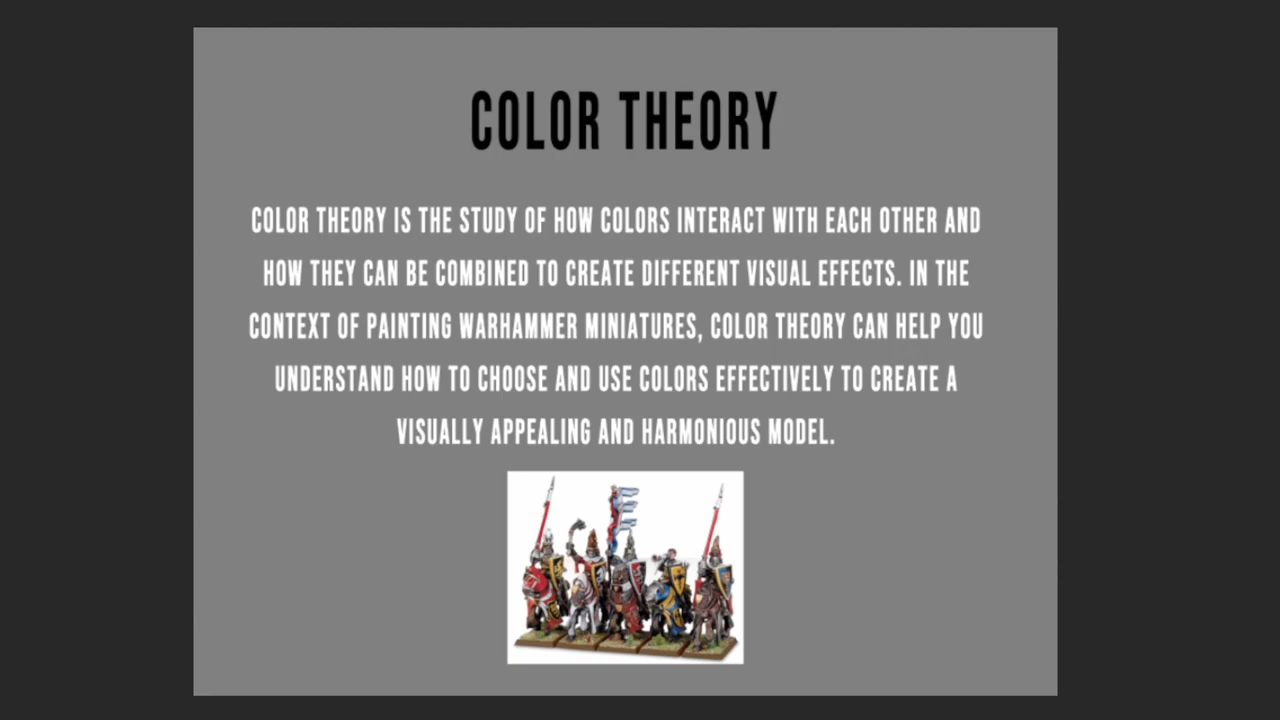 COLOR THEORY
COLOR THEORY IS THE STUDY OF HOW COLORS INTERACT WITH EACH OTHER AND
HOW THEY CAN BE COMBINED TO CREATE DIFFERENT VISUAL EFFECTS. IN THE
CONTEXT OF PAINTING WARHAMMER MINIATURES, COLOR THEORY CAN HELP YOU
UNDERSTAND HOW TO CHOOSE AND USE COLORS EFFECTIVELY TO CREATE A
VISUALLY APPEALING AND HARMONIOUS MODEL.